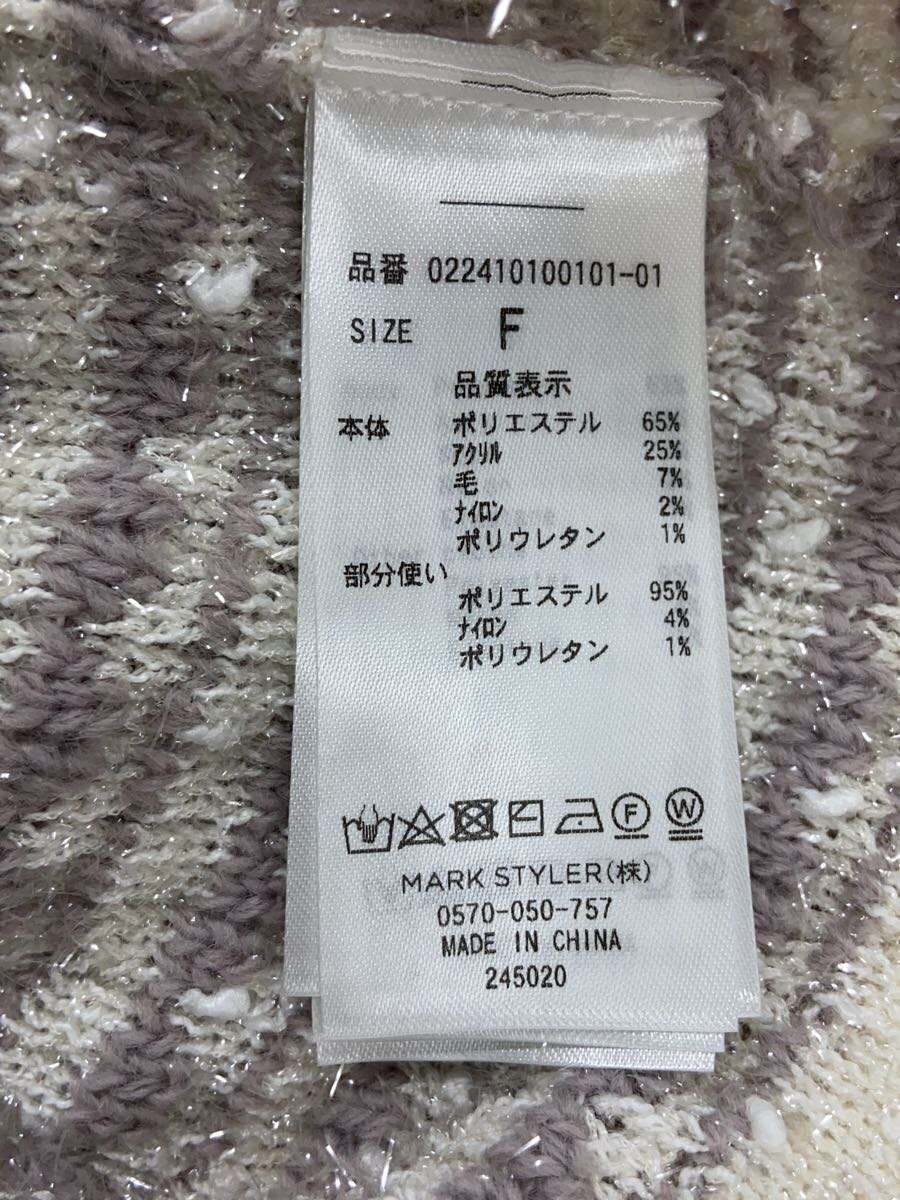 品番 022410100101-01
SIZE F
品質表示
本体 ポリエステル 65%
ｱｸﾘﾙ 25%
毛 7%
ﾅｲﾛﾝ 2%
ポリウレタン 1%
部分使い
ポリエステル 95%
ﾅｲﾛﾝ 4%
ポリウレタン 1%
F W
MARK STYLER(株)
0570-050-757
MADE IN CHINA
245020